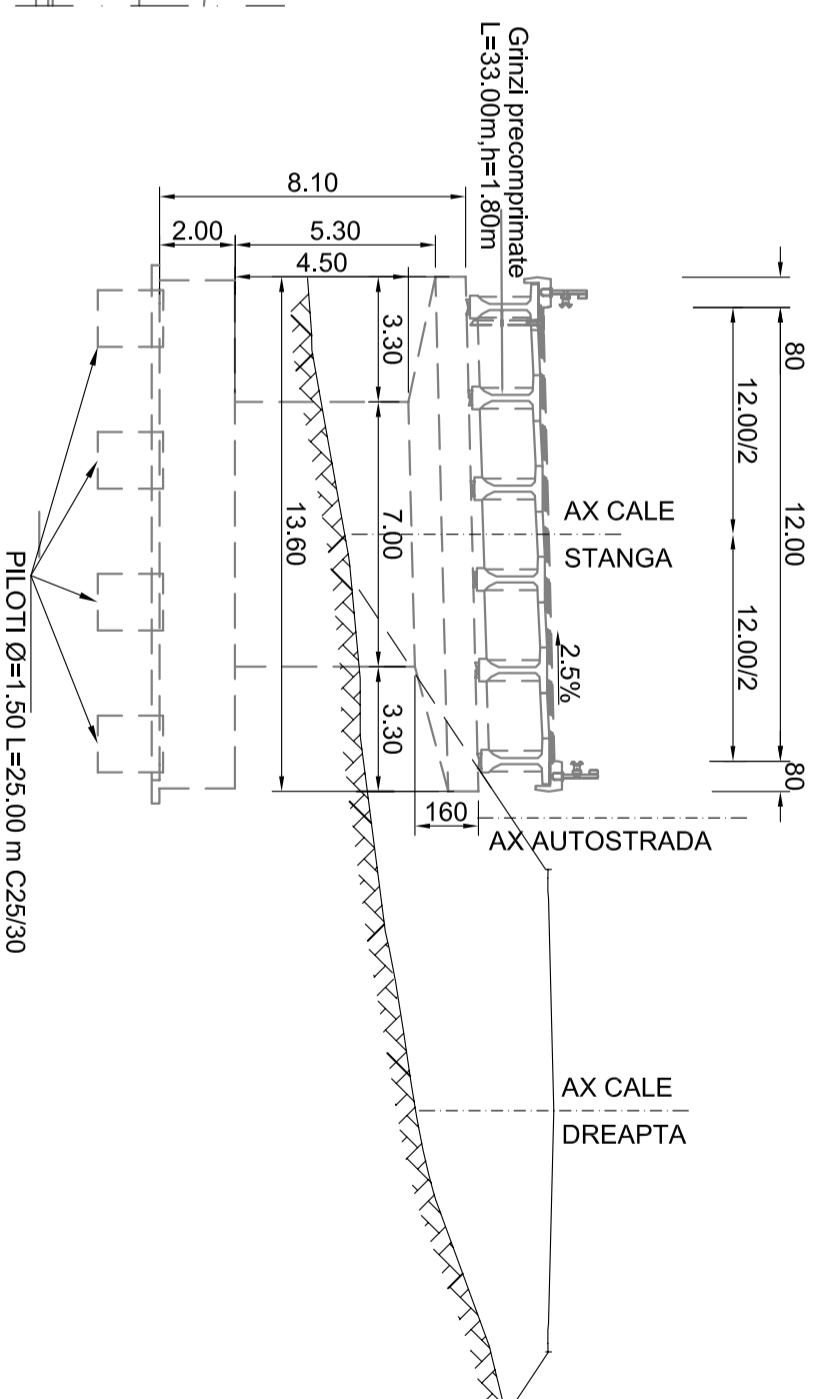 Grinzi precomprimate
L=33.00m,h=1.80m
8.10
2.00
5.30
4.50
3.30
7.00
3.30
13.60
160
80
12.00
80
12.00/2
12.00/2
AX CALE
STANGA
2.5%
AX AUTOSTRADA
AX CALE
DREAPTA
PILOTI Ø=1.50 L=25.00 m C25/30